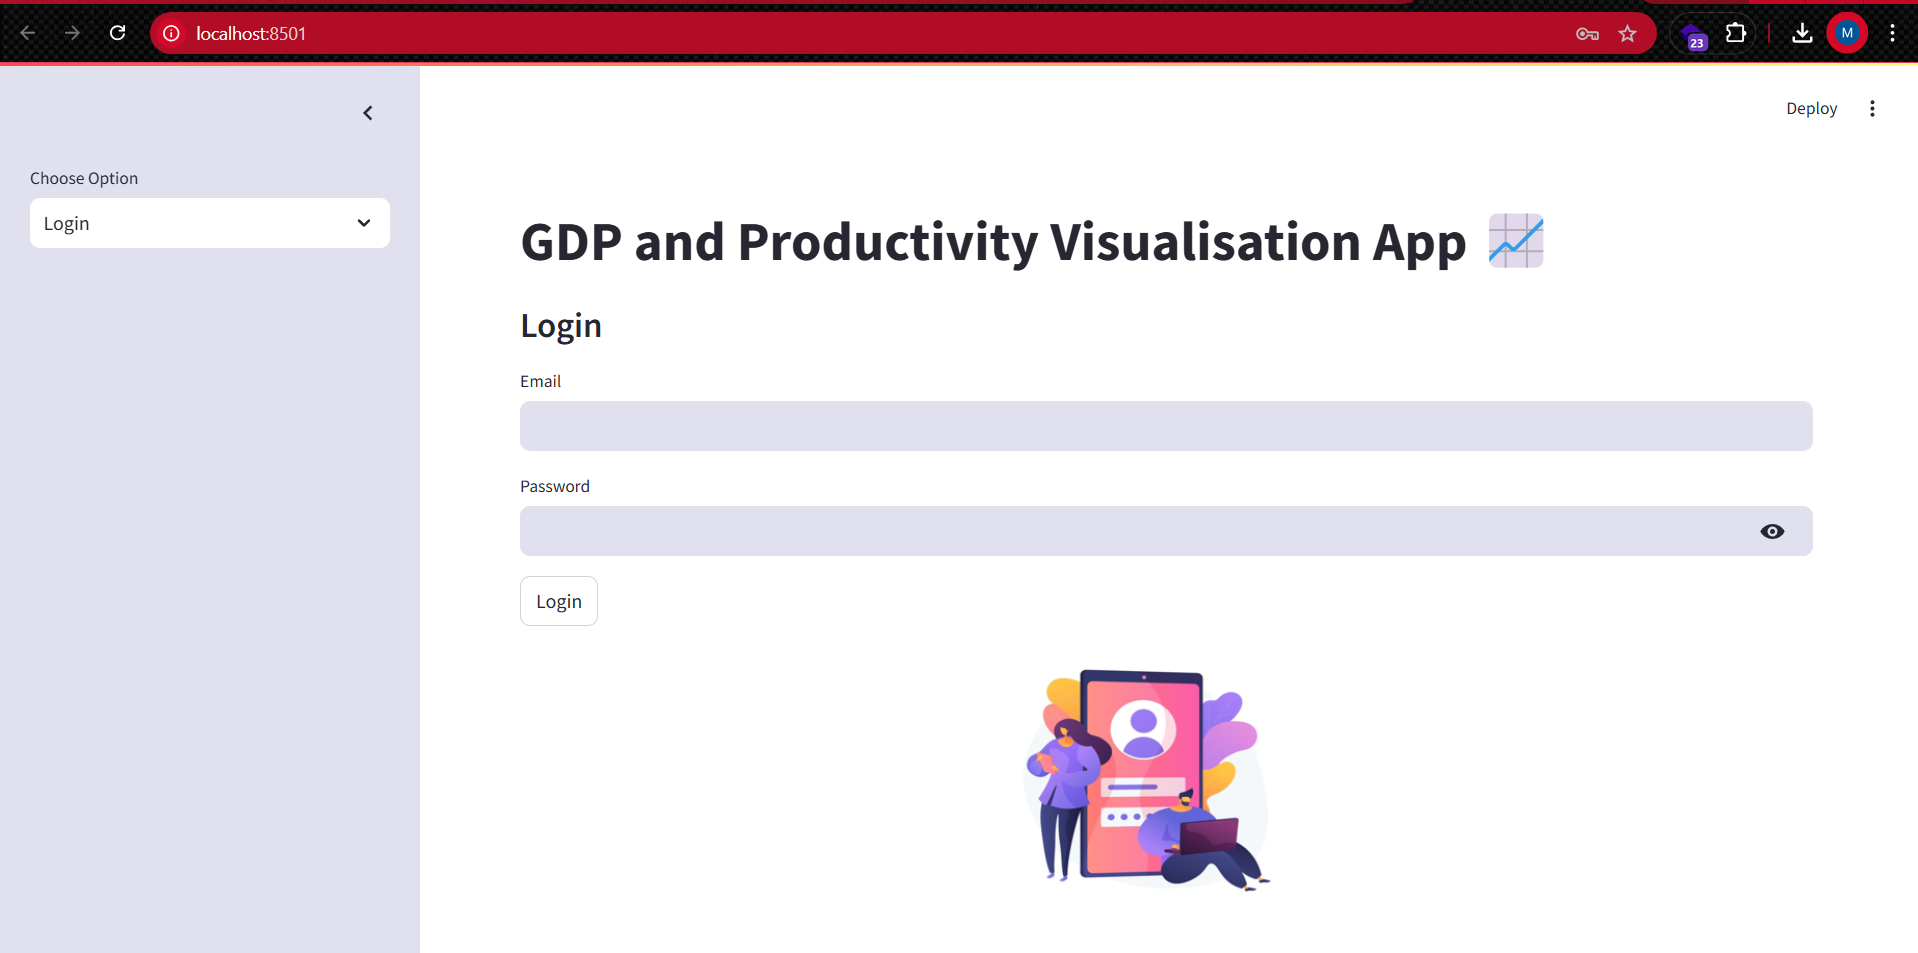 localhost:8501
23
M
Deploy
Choose Option
Login
GDP and Productivity Visualisation App
Login
Email
Password
Login